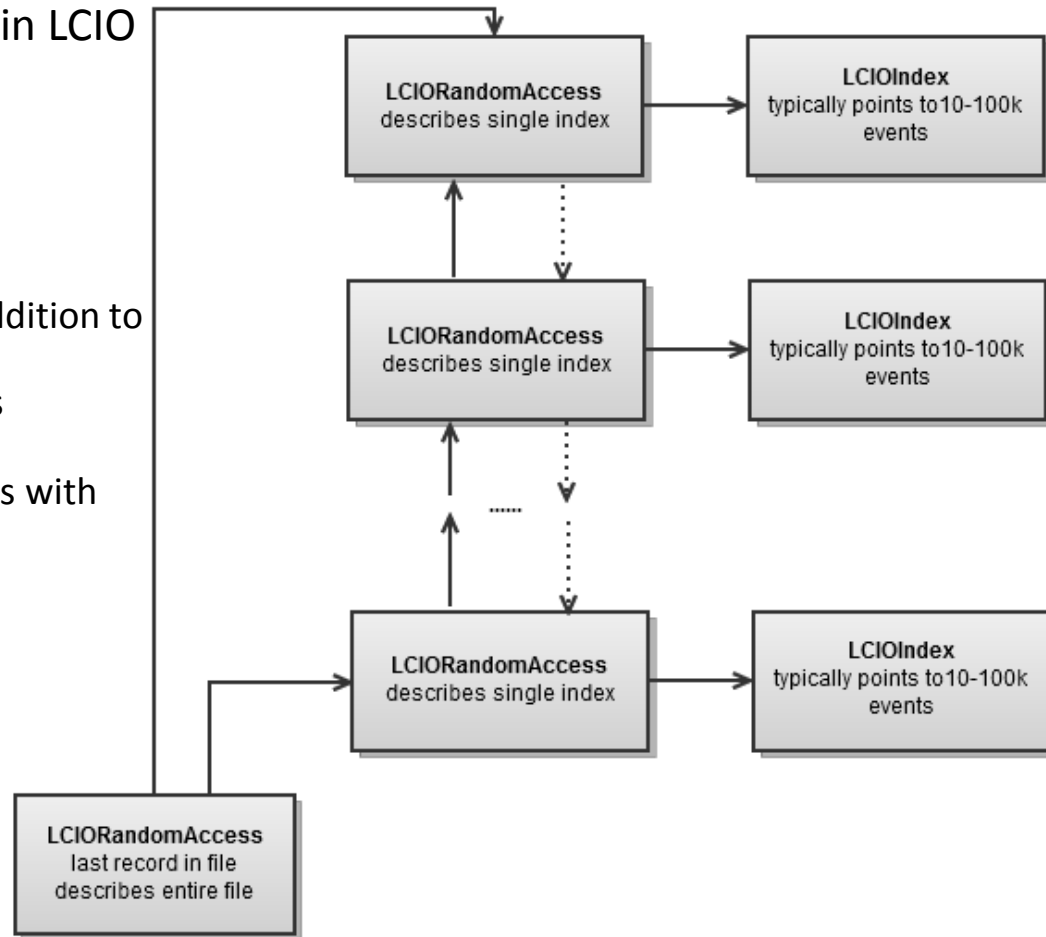 in LCIO
LCIORandomAccess
describes single index
LCIOIndex
typically points to10-100k
events
ddition to
LCIORandomAccess
describes single index
LCIOIndex
typically points to10-100k
events
s
s with
......
LCIORandomAccess
describes single index
LCIOIndex
typically points to10-100k
events
LCIORandomAccess
last record in file
describes entire file